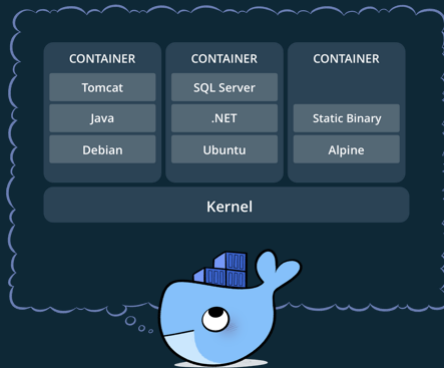 CONTAINER
Tomcat
Java
Debian
CONTAINER
SQL Server
.NET
Ubuntu
CONTAINER
Static Binary
Alpine
Kernel